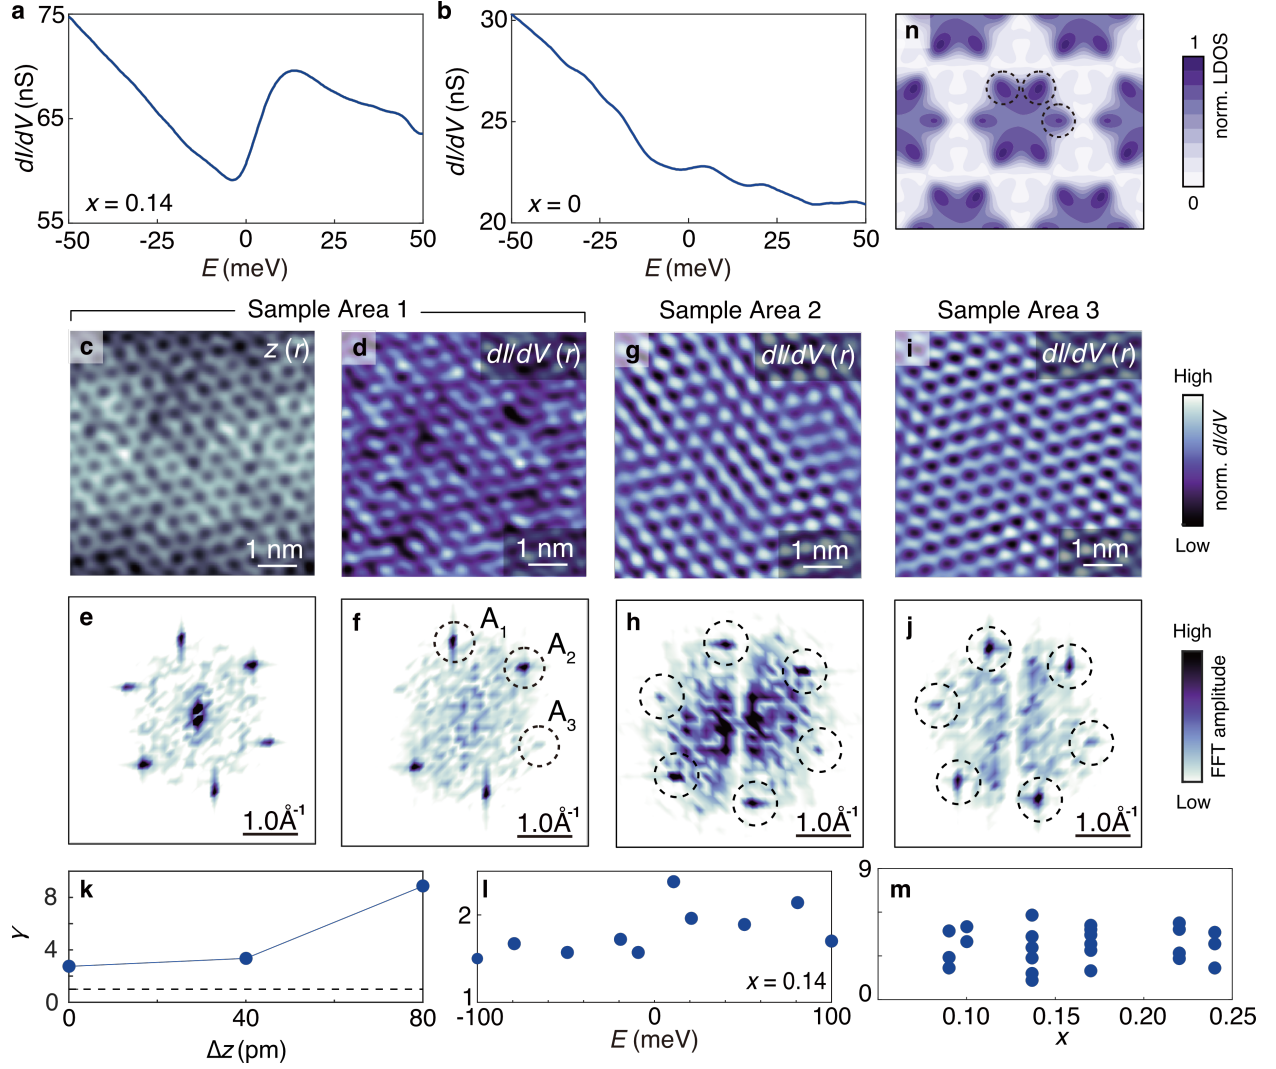 a
75
65
55
dI/dV (nS)
x = 0.14
-50 -25 0 25 50
E (meV)
b
30
25
20
dI/dV (nS)
x = 0
-50 -25 0 25 50
E (meV)
n
1
0
norm. LDOS
Sample Area 1
Sample Area 2
Sample Area 3
c
z (r)
1 nm
d
dI/dV (r)
1 nm
g
dI/dV (r)
1 nm
i
dI/dV (r)
1 nm
High
Low
norm. dI/dV
e
1.0Å-1
f
A1
A2
A3
1.0Å-1
h
1.0Å-1
j
1.0Å-1
High
Low
FFT amplitude
k
8
4
0
γ
0 40 80
Δz (pm)
l
2
1
x = 0.14
-100 0 100
E (meV)
m
9
0
0.10 0.15 0.20 0.25
x